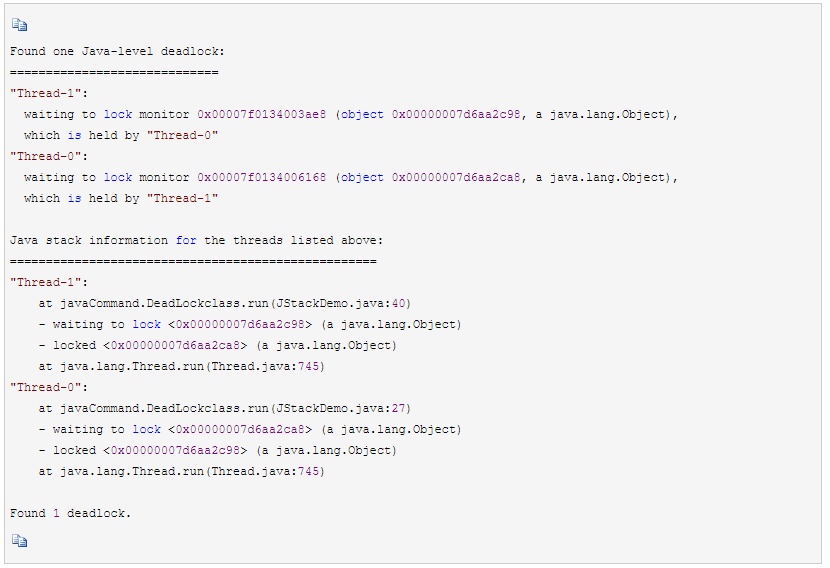 Found one Java-level deadlock:
=============================
"Thread-1":
  waiting to lock monitor 0x00007f0134003ae8 (object 0x00000007d6aa2c98, a java.lang.Object),
  which is held by "Thread-0"
"Thread-0":
  waiting to lock monitor 0x00007f0134006168 (object 0x00000007d6aa2ca8, a java.lang.Object),
  which is held by "Thread-1"

Java stack information for the threads listed above:
===================================================
"Thread-1":
    at javaCommand.DeadLockclass.run(JStackDemo.java:40)
    - waiting to lock <0x00000007d6aa2c98> (a java.lang.Object)
    - locked <0x00000007d6aa2ca8> (a java.lang.Object)
    at java.lang.Thread.run(Thread.java:745)
"Thread-0":
    at javaCommand.DeadLockclass.run(JStackDemo.java:27)
    - waiting to lock <0x00000007d6aa2ca8> (a java.lang.Object)
    - locked <0x00000007d6aa2c98> (a java.lang.Object)
    at java.lang.Thread.run(Thread.java:745)

Found 1 deadlock.